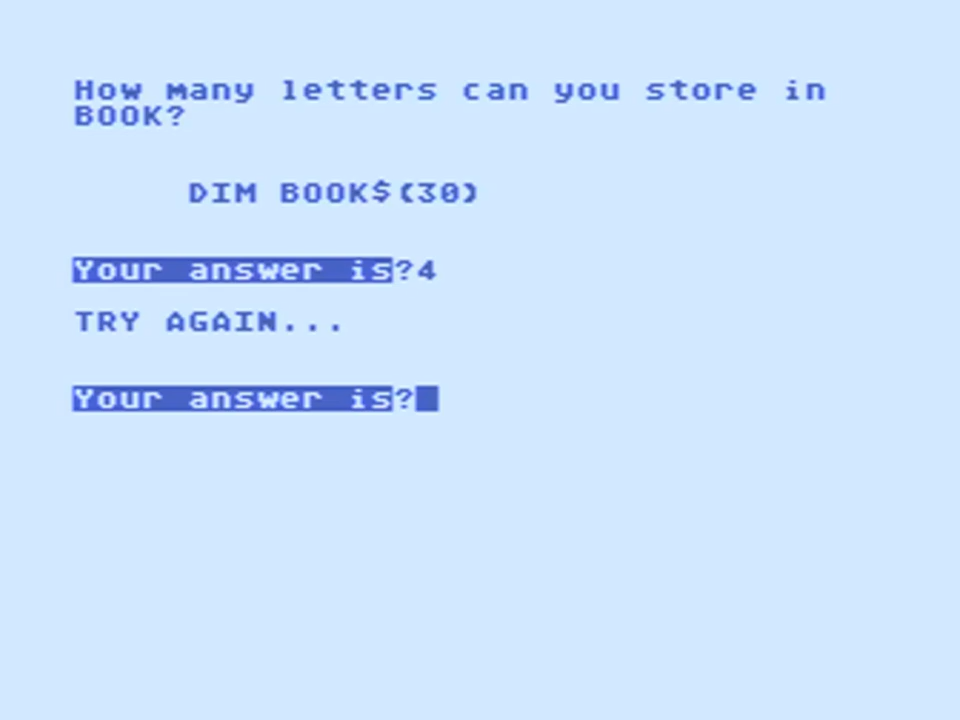 How many letters can you store in
BOOK?
DIM BOOK$(30)
Your answer is?4
TRY AGAIN...
Your answer is?